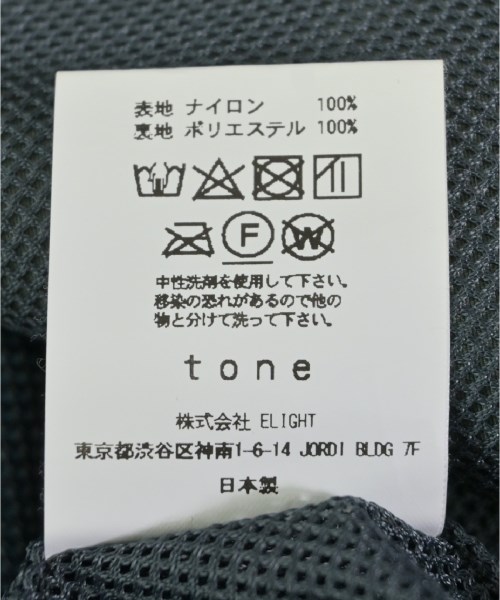 表地 ナイロン 100%
裏地 ポリエステル 100%
F W
中性洗剤を使用して下さい。
移染の恐れがあるので他の
物と分けて洗って下さい。
tone
株式会社 ELIGHT
東京都渋谷区神南1-6-14 JORDI BLDG 7F
日本製